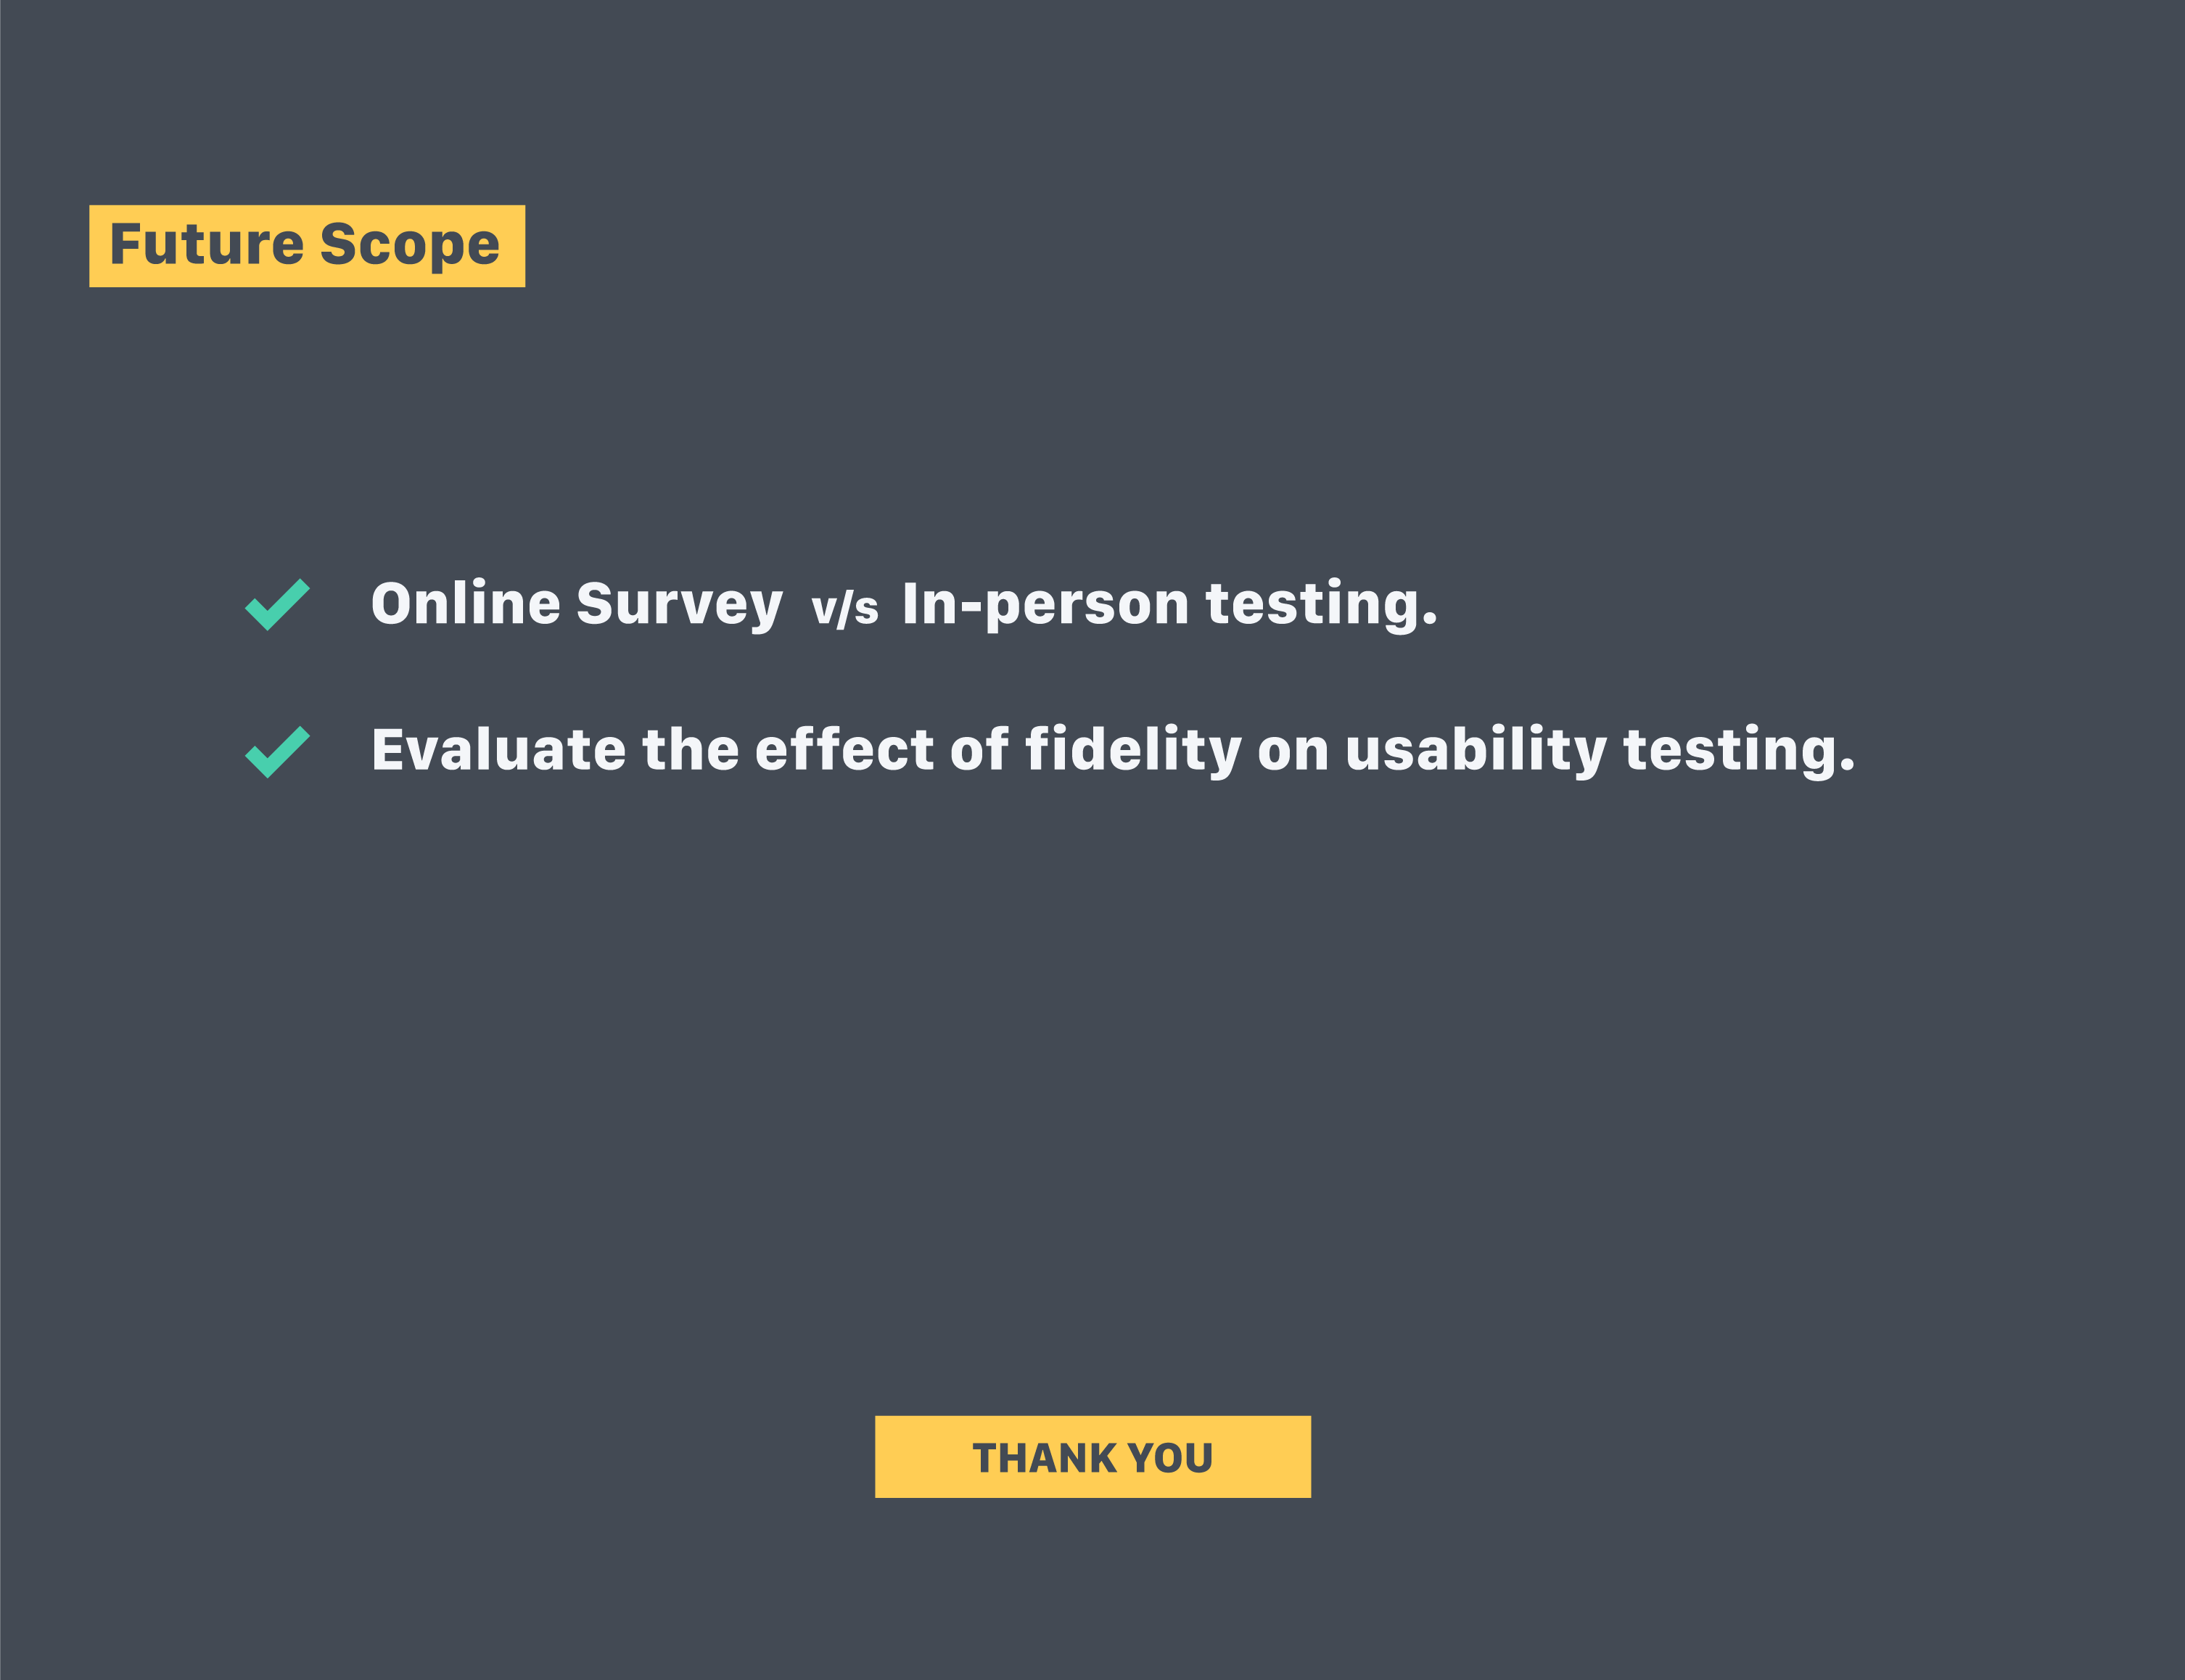 Future Scope
Online Survey v/s In-person testing.
Evaluate the effect of fidelity on usability testing.
THANK YOU